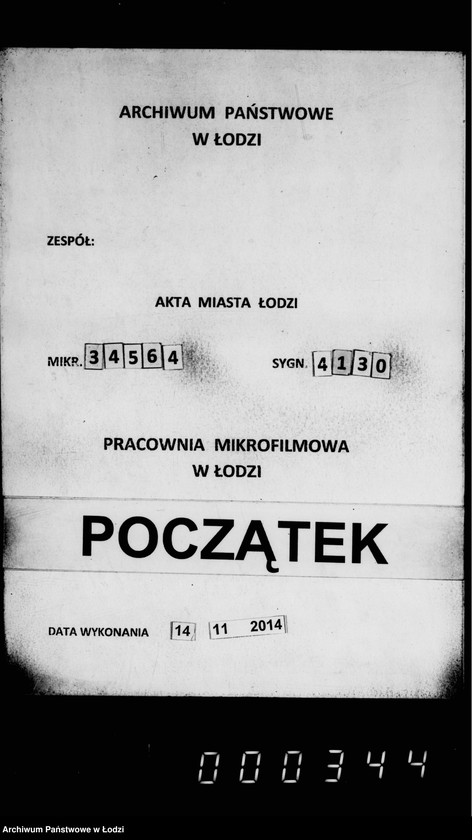 ARCHIWUM PAŃSTWOWE
W ŁODZI
ZESPÓŁ:
AKTA MIASTA ŁODZI
MIKR. 34564 SYGN. 4130
PRACOWNIA MIKROFILMOWA
W ŁODZI
POCZĄTEK
DATA WYKONANIA 14 11 2014
000344
Archiwum Państwowe w Łodzi